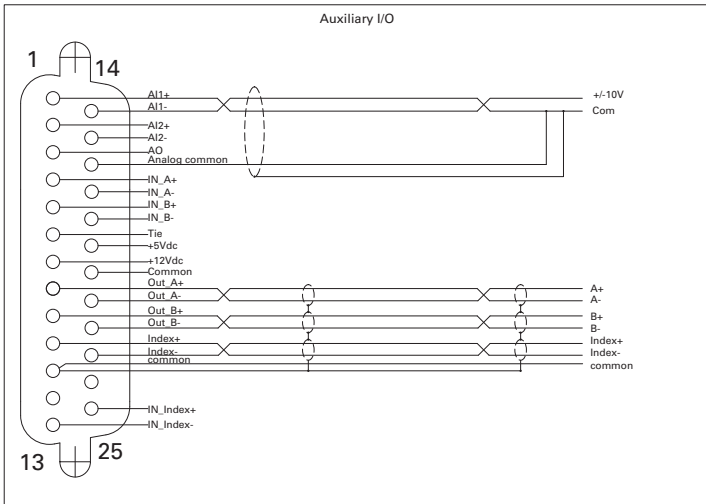 Auxiliary I/O
1
14
AI1+
AI1-
AI2+
AI2-
AO
Analog common
IN_A+
IN_A-
IN_B+
IN_B-
Tie
+5Vdc
+12Vdc
Common
Out_A+
Out_A-
Out_B+
Out_B-
Index+
Index-
common
IN_Index+
IN_Index-
13
25
+/-10V
Com
A+
A-
B+
B-
Index+
Index-
common